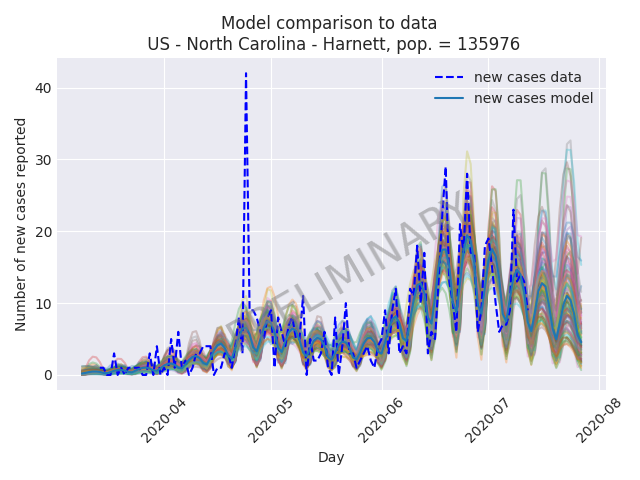 Model comparison to data
US - North Carolina - Harnett, pop. = 135976
new cases data
new cases model
PRELIMINARY
Number of new cases reported
40
30
20
10
0
2020-04
2020-05
2020-06
2020-07
2020-08
Day